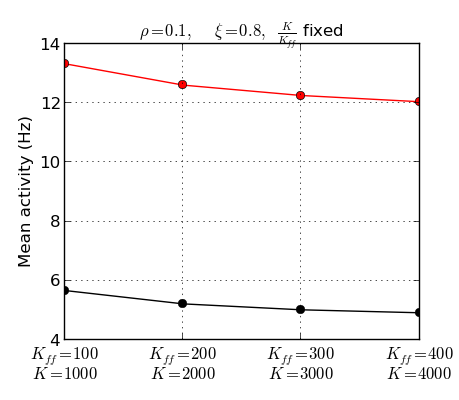 ρ=0.1, ξ=0.8, K/K_ff fixed
14
12
10
8
6
4
Mean activity (Hz)
K_ff=100 K_ff=200 K_ff=300 K_ff=400
K=1000 K=2000 K=3000 K=4000